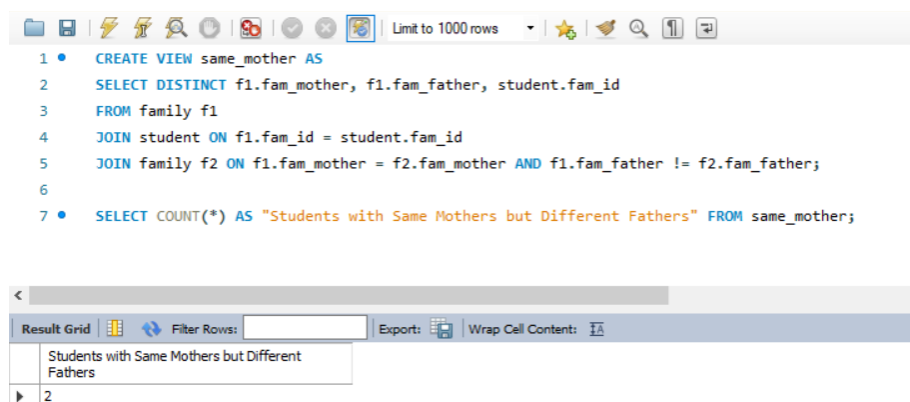 Limit to 1000 rows
1 CREATE VIEW same_mother AS
2 SELECT DISTINCT f1.fam_mother, f1.fam_father, student.fam_id
3 FROM family f1
4 JOIN student ON f1.fam_id = student.fam_id
5 JOIN family f2 ON f1.fam_mother = f2.fam_mother AND f1.fam_father != f2.fam_father;
6
7 SELECT COUNT(*) AS "Students with Same Mothers but Different Fathers" FROM same_mother;
Result Grid Filter Rows: Export: Wrap Cell Content: IA
Students with Same Mothers but Different
Fathers
2